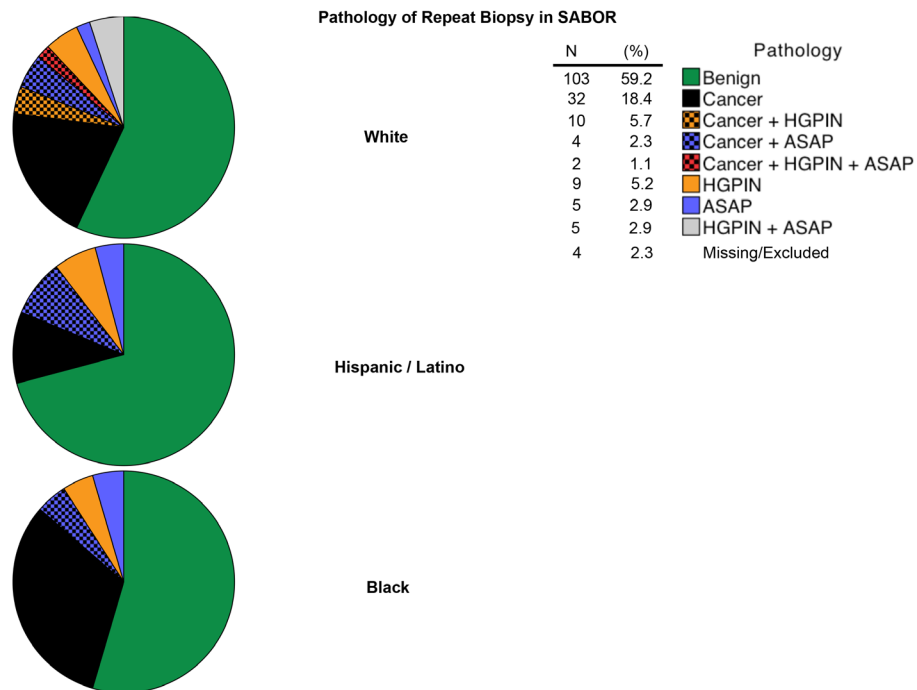 Pathology of Repeat Biopsy in SABOR
N (%) Pathology
103 59.2 Benign
32 18.4 Cancer
10 5.7 Cancer + HGPIN
4 2.3 Cancer + ASAP
2 1.1 Cancer + HGPIN + ASAP
9 5.2 HGPIN
5 2.9 ASAP
5 2.9 HGPIN + ASAP
4 2.3 Missing/Excluded
White
Hispanic / Latino
Black